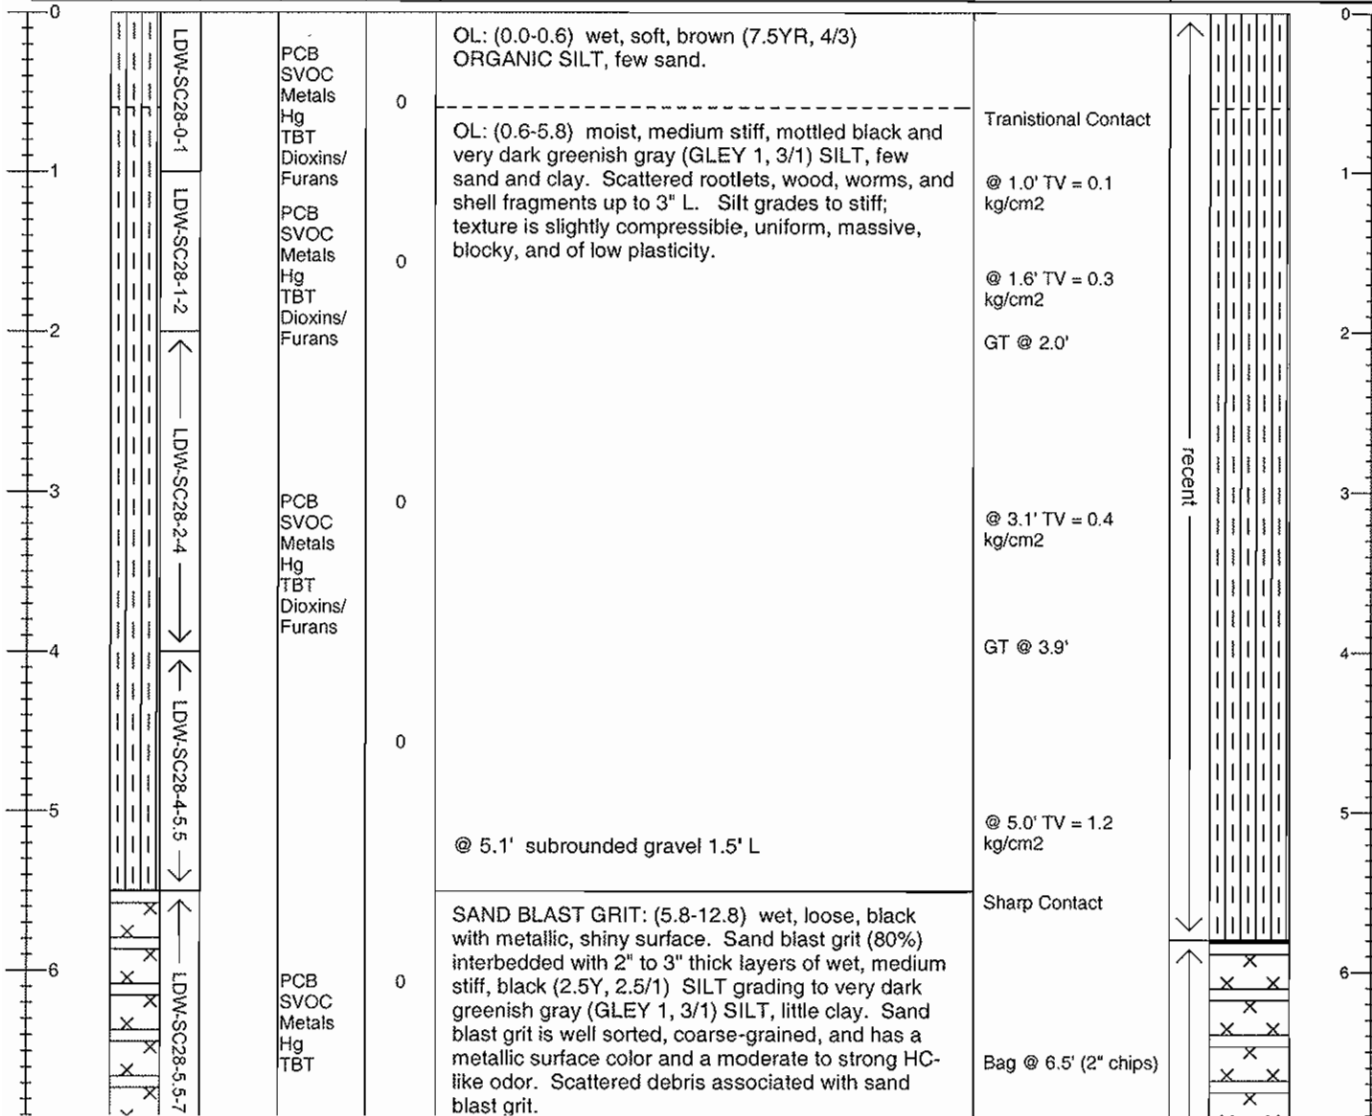 0
LDW-SC28-0-1
PCB
SVOC
Metals
Hg
TBT
Dioxins/
Furans
0
OL: (0.0-0.6) wet, soft, brown (7.5YR, 4/3)
ORGANIC SILT, few sand.
OL: (0.6-5.8) moist, medium stiff, mottled black and
very dark greenish gray (GLEY 1, 3/1) SILT, few
sand and clay. Scattered rootlets, wood, worms, and
shell fragments up to 3" L. Silt grades to stiff;
texture is slightly compressible, uniform, massive,
blocky, and of low plasticity.
Tranistional Contact
@ 1.0' TV = 0.1
kg/cm2
0
1
LDW-SC28-1-2
PCB
SVOC
Metals
Hg
TBT
Dioxins/
Furans
0
@ 1.6' TV = 0.3
kg/cm2
GT @ 2.0'
1
2
LDW-SC28-2-4
2
recent
3
PCB
SVOC
Metals
Hg
TBT
Dioxins/
Furans
0
@ 3.1' TV = 0.4
kg/cm2
3
GT @ 3.9'
4
LDW-SC28-4-5.5
0
4
5
@ 5.1' subrounded gravel 1.5' L
@ 5.0' TV = 1.2
kg/cm2
5
Sharp Contact
SAND BLAST GRIT: (5.8-12.8) wet, loose, black
with metallic, shiny surface. Sand blast grit (80%)
interbedded with 2" to 3" thick layers of wet, medium
stiff, black (2.5Y, 2.5/1) SILT grading to very dark
greenish gray (GLEY 1, 3/1) SILT, little clay. Sand
blast grit is well sorted, coarse-grained, and has a
metallic surface color and a moderate to strong HC-
like odor. Scattered debris associated with sand
blast grit.
6
LDW-SC28-5.5-7
PCB
SVOC
Metals
Hg
TBT
0
Bag @ 6.5' (2" chips)
6